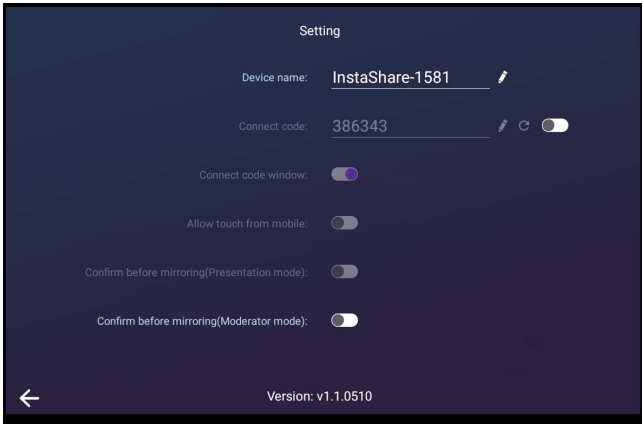 Setting
Device name: InstaShare-1581
Connect code: 386343
Connect code window:
Allow touch from mobile:
Confirm before mirroring(Presentation mode):
Confirm before mirroring(Moderator mode):
Version: v1.1.0510